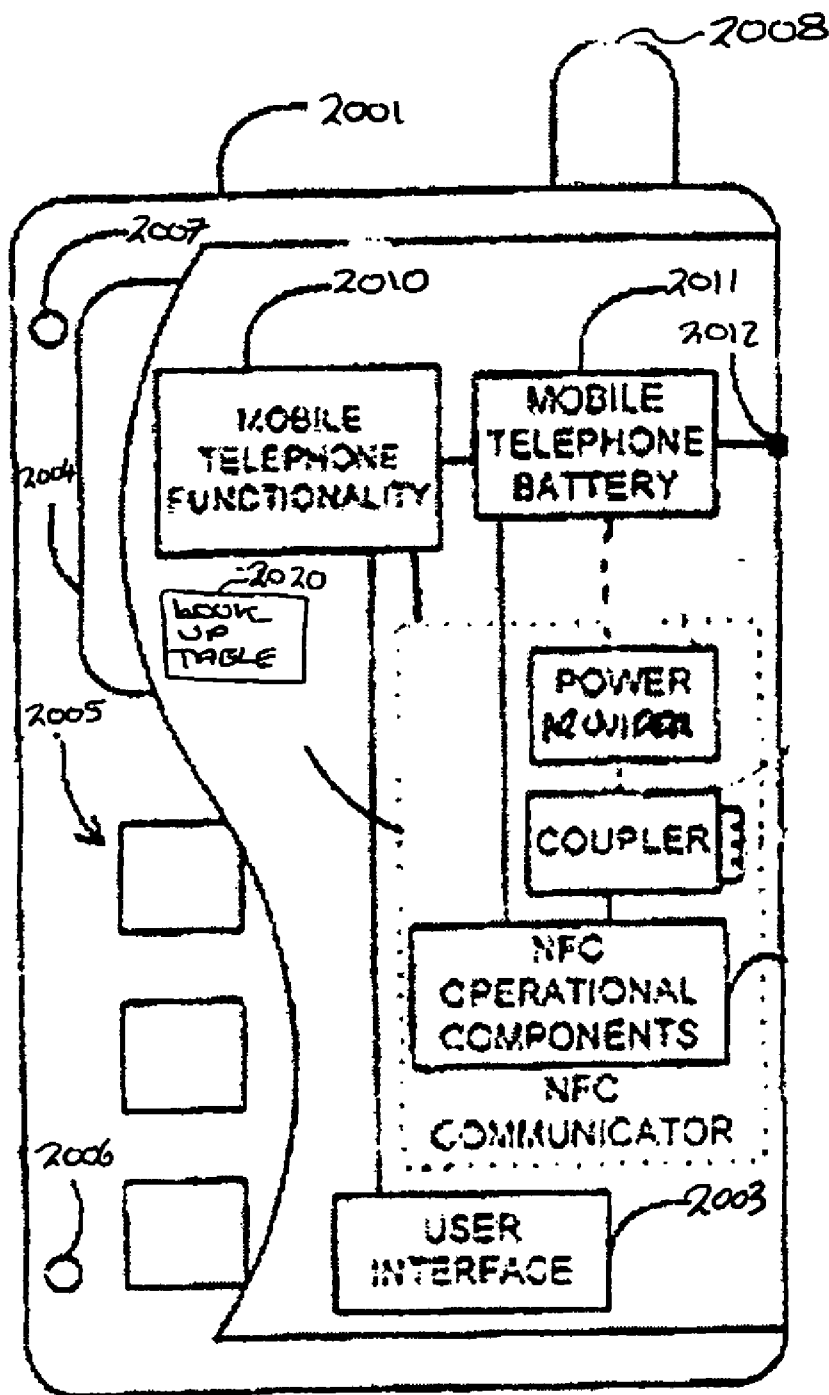 2008
2001
2007
2010
2011
2012
MOBILE
TELEPHONE
FUNCTIONALITY
MOBILE
TELEPHONE
BATTERY
2004
2020
LOOK
UP
TABLE
POWER
2005
COUPLER
NFC
OPERATIONAL
COMPONENTS
NFC
COMMUNICATOR
2006
2003
USER
INTERFACE